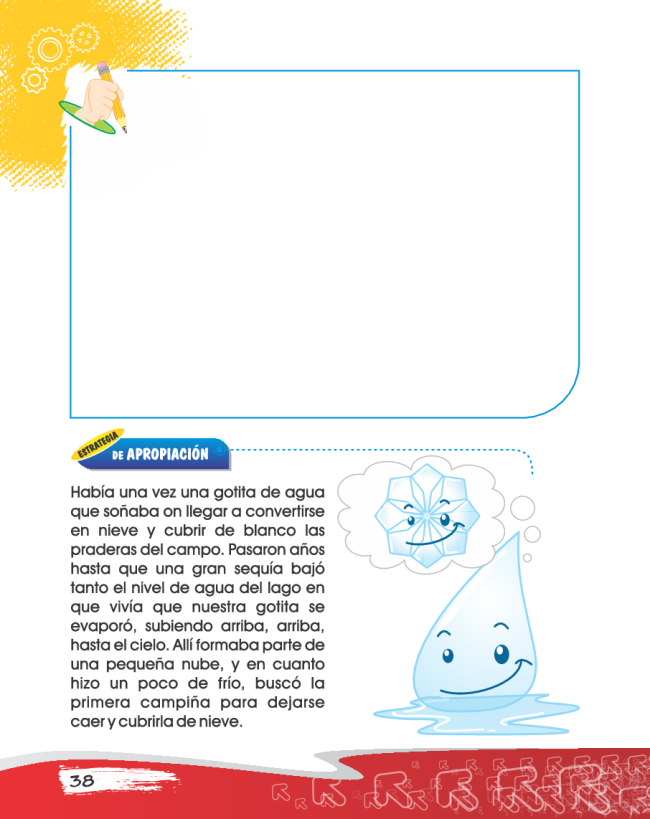 ESTRATEGIA
DE APROPIACIÓN
Había una vez una gotita de agua
que soñaba on llegar a convertirse
en nieve y cubrir de blanco las
praderas del campo. Pasaron años
hasta que una gran sequía bajó
tanto el nivel de agua del lago en
que vivía que nuestra gotita se
evaporó, subiendo arriba, arriba,
hasta el cielo. Allí formaba parte de
una pequeña nube, y en cuanto
hizo un poco de frío, buscó la
primera campiña para dejarse
caer y cubrirla de nieve.
38